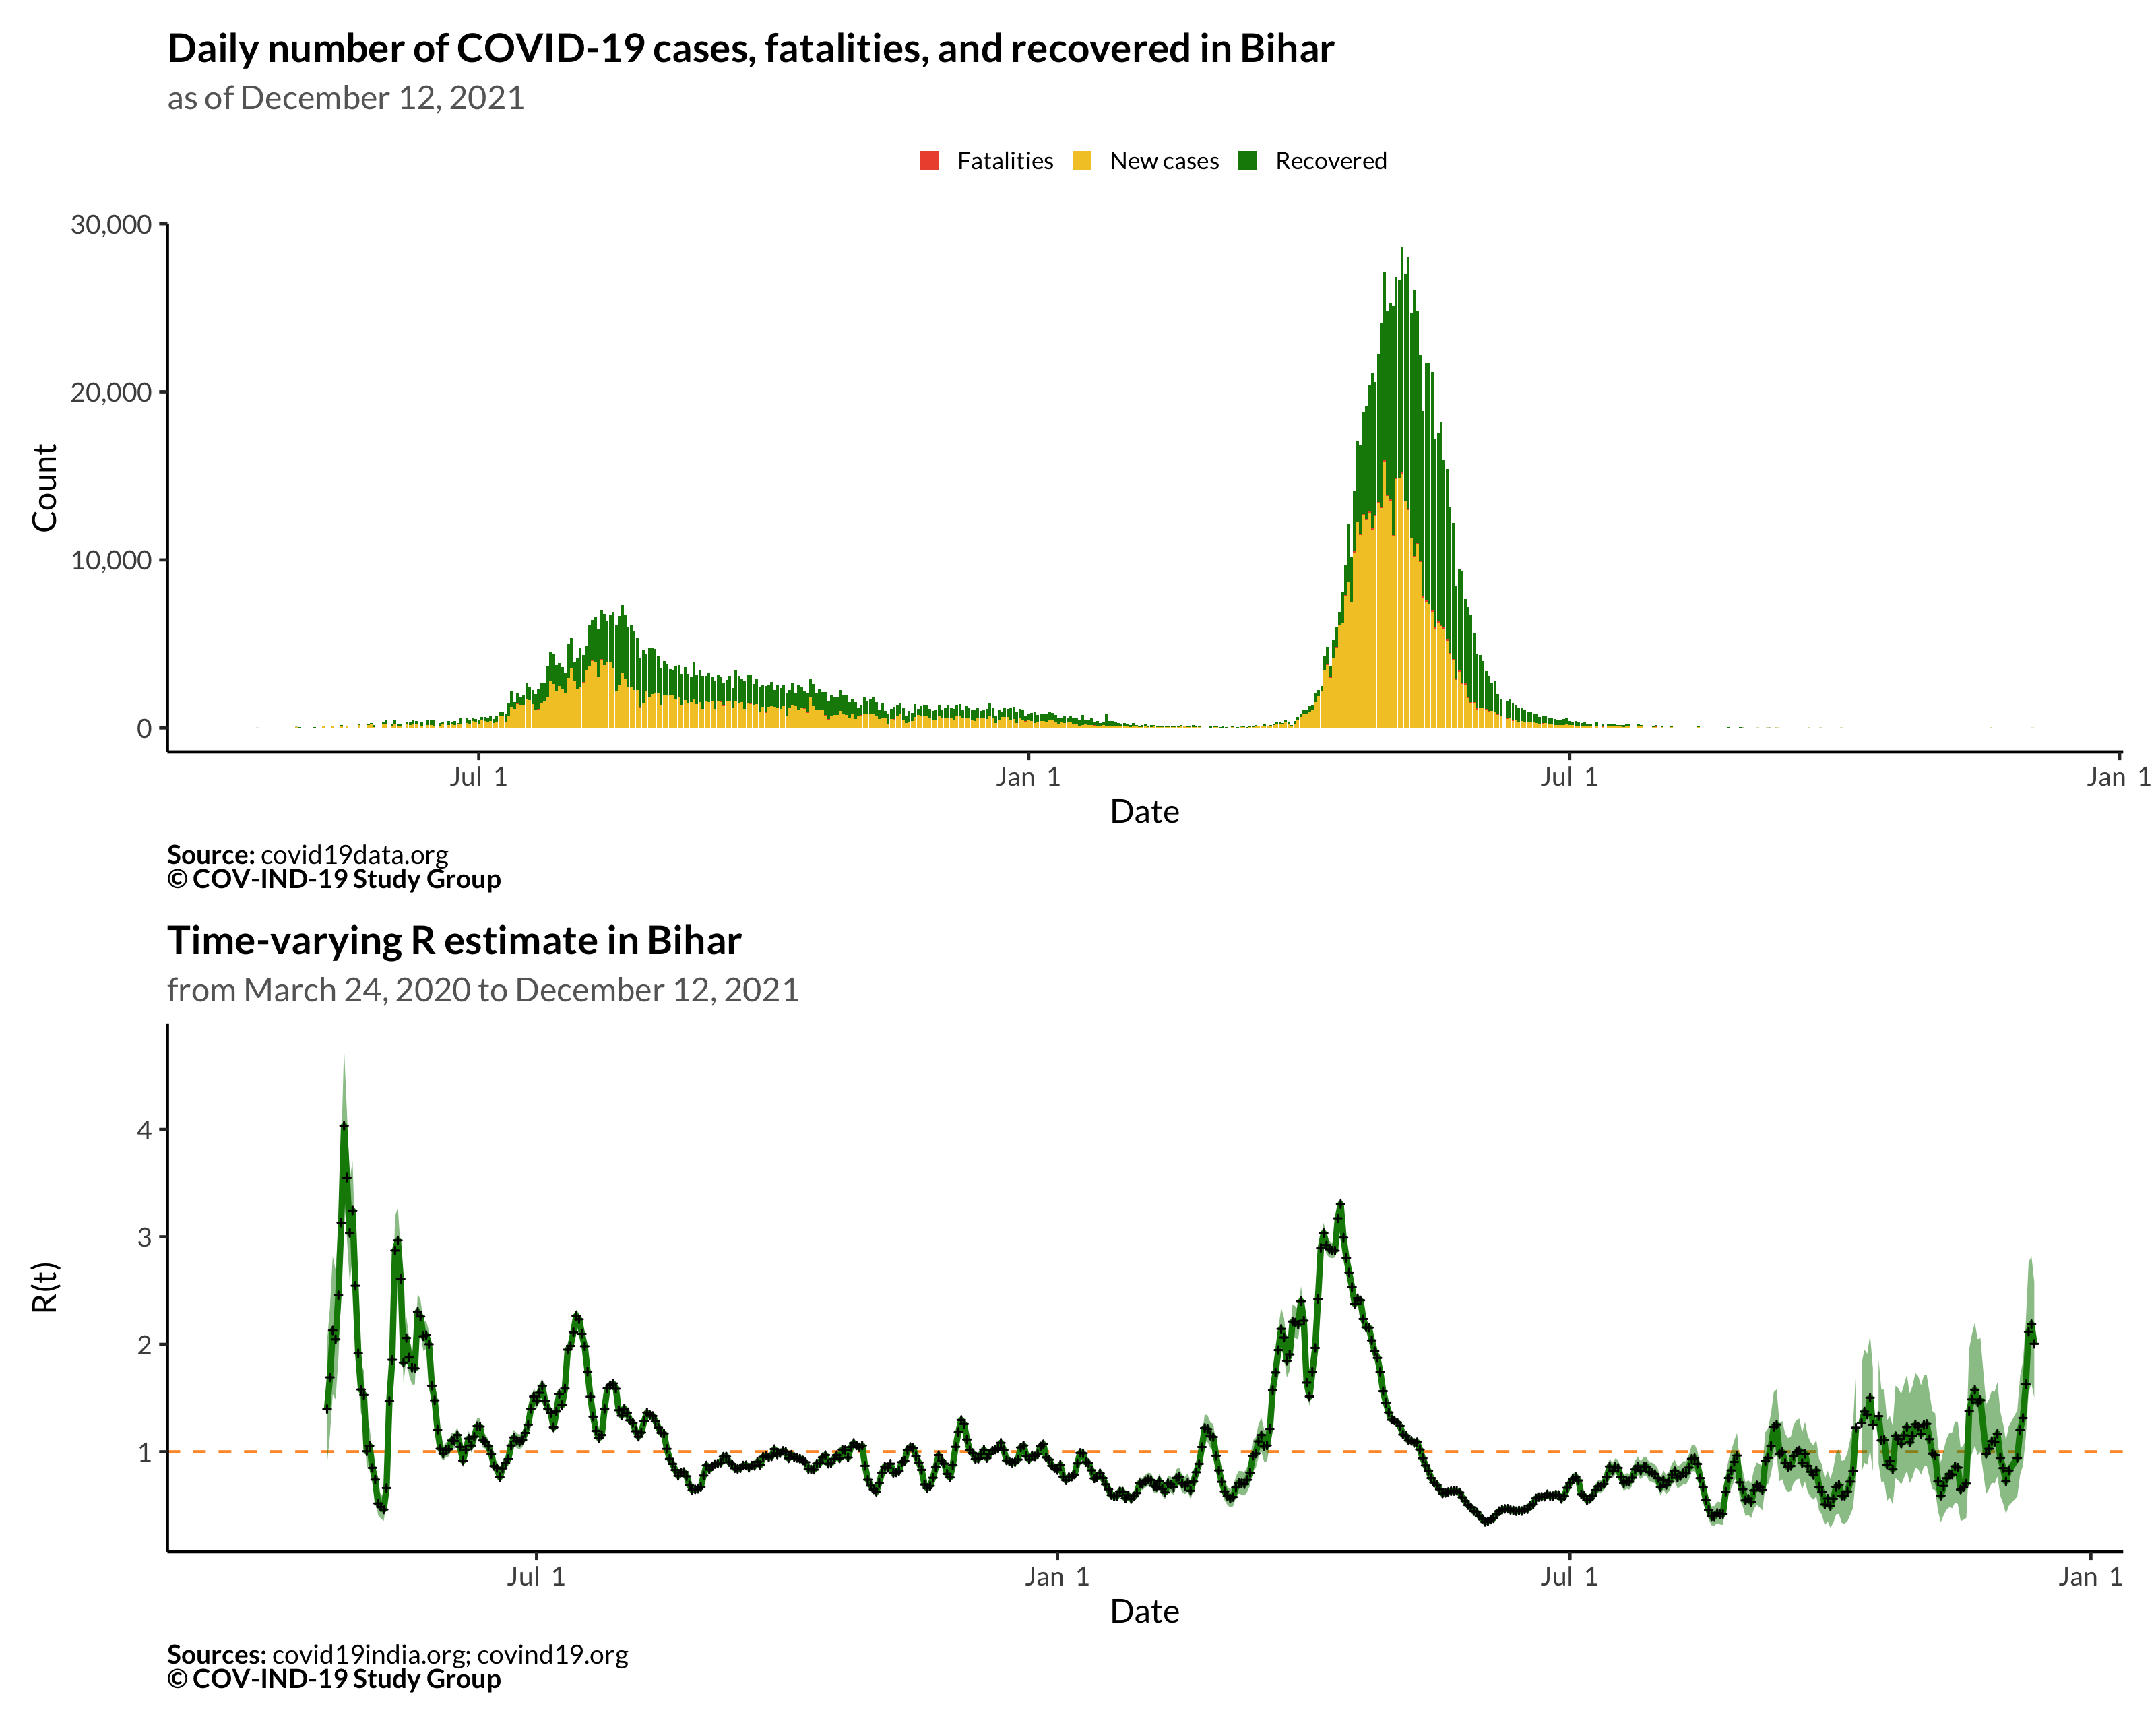 Daily number of COVID-19 cases, fatalities, and recovered in Bihar
as of December 12, 2021
Fatalities New cases Recovered
30,000
20,000
10,000
0
Count
Jul 1 Jan 1 Jul 1 Jan 1
Date
Source: covid19data.org
© COV-IND-19 Study Group
Time-varying R estimate in Bihar
from March 24, 2020 to December 12, 2021
4
3
2
1
R(t)
Jul 1 Jan 1 Jul 1 Jan 1
Date
Sources: covid19india.org; covind19.org
© COV-IND-19 Study Group